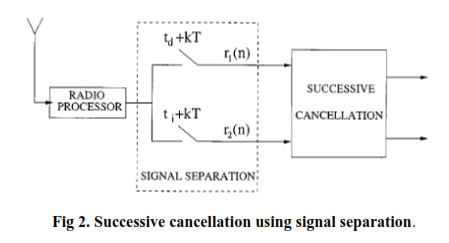 t_d +kT
r_1(n)
RADIO
PROCESSOR
SUCCESSIVE
CANCELLATION
t_i +kT
r_2(n)
SIGNAL SEPARATION
Fig 2. Successive cancellation using signal separation.